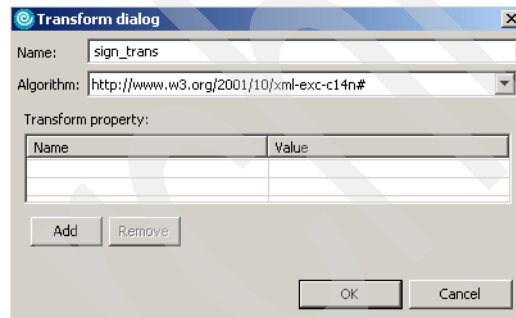 Transform dialog
Name: sign_trans
Algorithm: http://www.w3.org/2001/10/xml-exc-c14n#
Transform property:
Name Value
Add Remove
OK Cancel